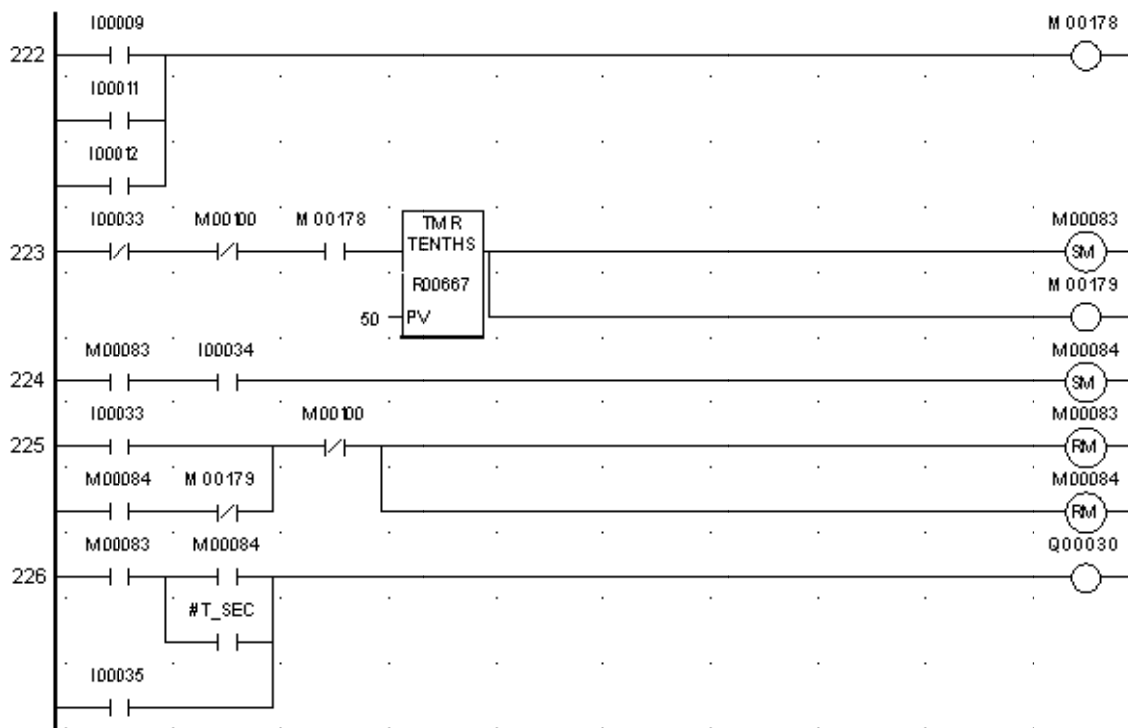 I00009 M 00178
222
I00011
I00012
I00033 M00100 M 00178 TMR M00083
223 TENTHS SM
R00667 M 00179
50 PV
M00083 I00034 M00084
224 SM
I00033 M00100 M00083
225 RM
M00084 M 00179 M00084
RM
M00083 M00084 Q00030
226
#T_SEC
I00035